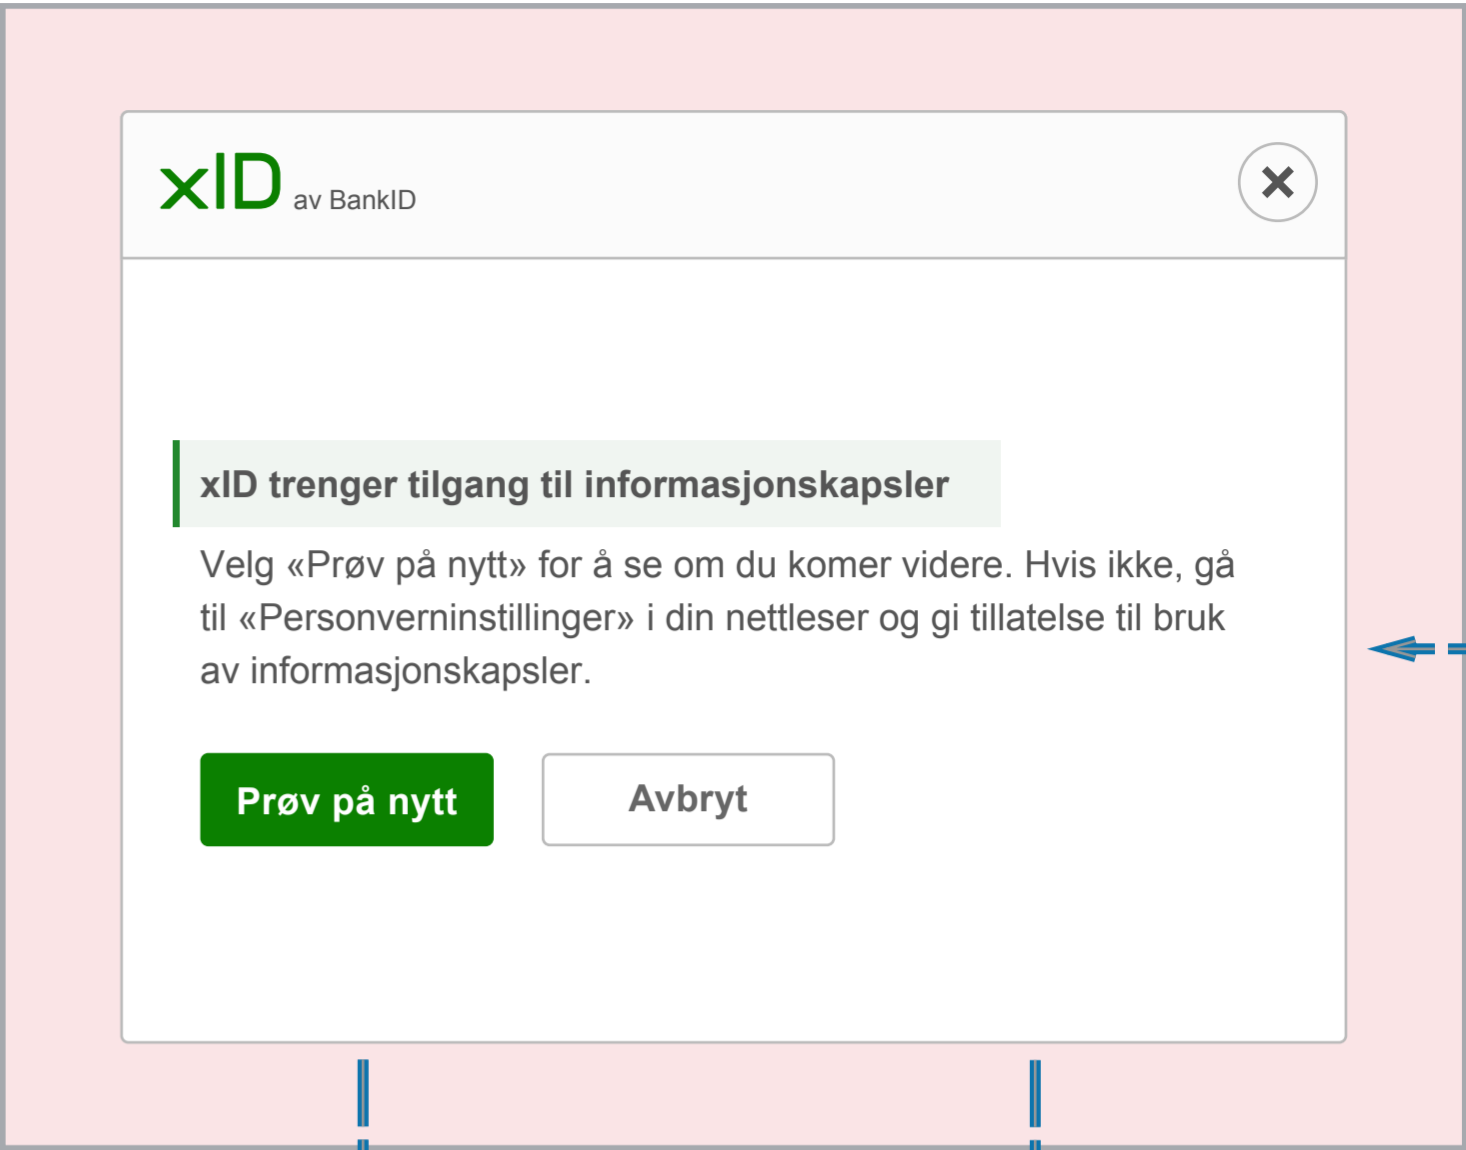 xID av BankID
xID trenger tilgang til informasjonskapsler
Velg «Prøv på nytt» for å se om du komer videre. Hvis ikke, gå
til «Personverninstillinger» i din nettleser og gi tillatelse til bruk
av informasjonskapsler.
Prøv på nytt
Avbryt